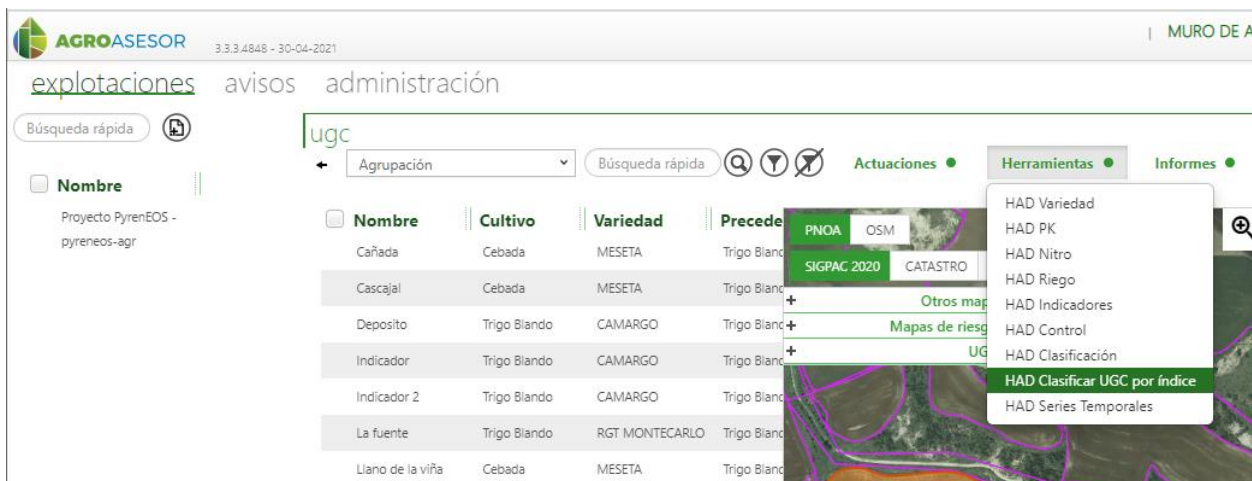 AGROASESOR 3.3.3.4848 - 30-04-2021 | MURO DE A
explotaciones avisos administración
Búsqueda rápida
ugc
Agrupación Búsqueda rápida Actuaciones Herramientas Informes
Nombre
Proyecto PyrenEOS -
pyreneos-agr
Nombre Cultivo Variedad Precede
Cañada Cebada MESETA Trigo Bland
Cascajal Cebada MESETA Trigo Bland
Deposito Trigo Blando CAMARGO Trigo Bland
Indicador Trigo Blando CAMARGO Trigo Bland
Indicador 2 Trigo Blando CAMARGO Trigo Bland
La fuente Trigo Blando RGT MONTECARLO Trigo Bland
Llano de la viña Cebada MESETA Trigo Bland
PNOA OSM
SIGPAC 2020 CATASTRO
+ Otros map
+ Mapas de riesg
+ UG
HAD Variedad
HAD PK
HAD Nitro
HAD Riego
HAD Indicadores
HAD Control
HAD Clasificación
HAD Clasificar UGC por índice
HAD Series Temporales